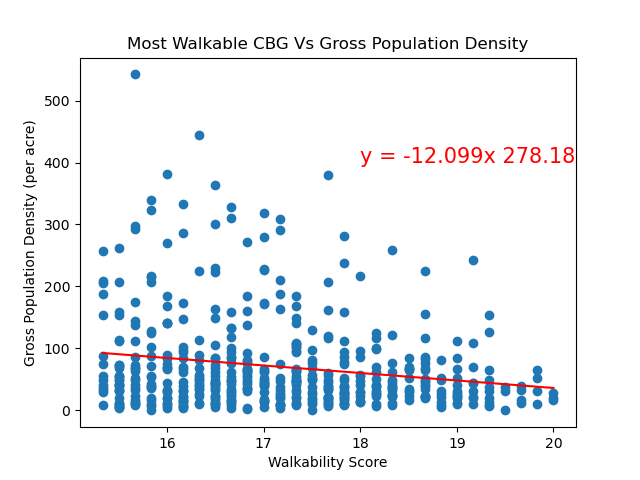 Most Walkable CBG Vs Gross Population Density
Gross Population Density (per acre)
500
400
300
200
100
0
y = -12.099x 278.18
16 17 18 19 20
Walkability Score